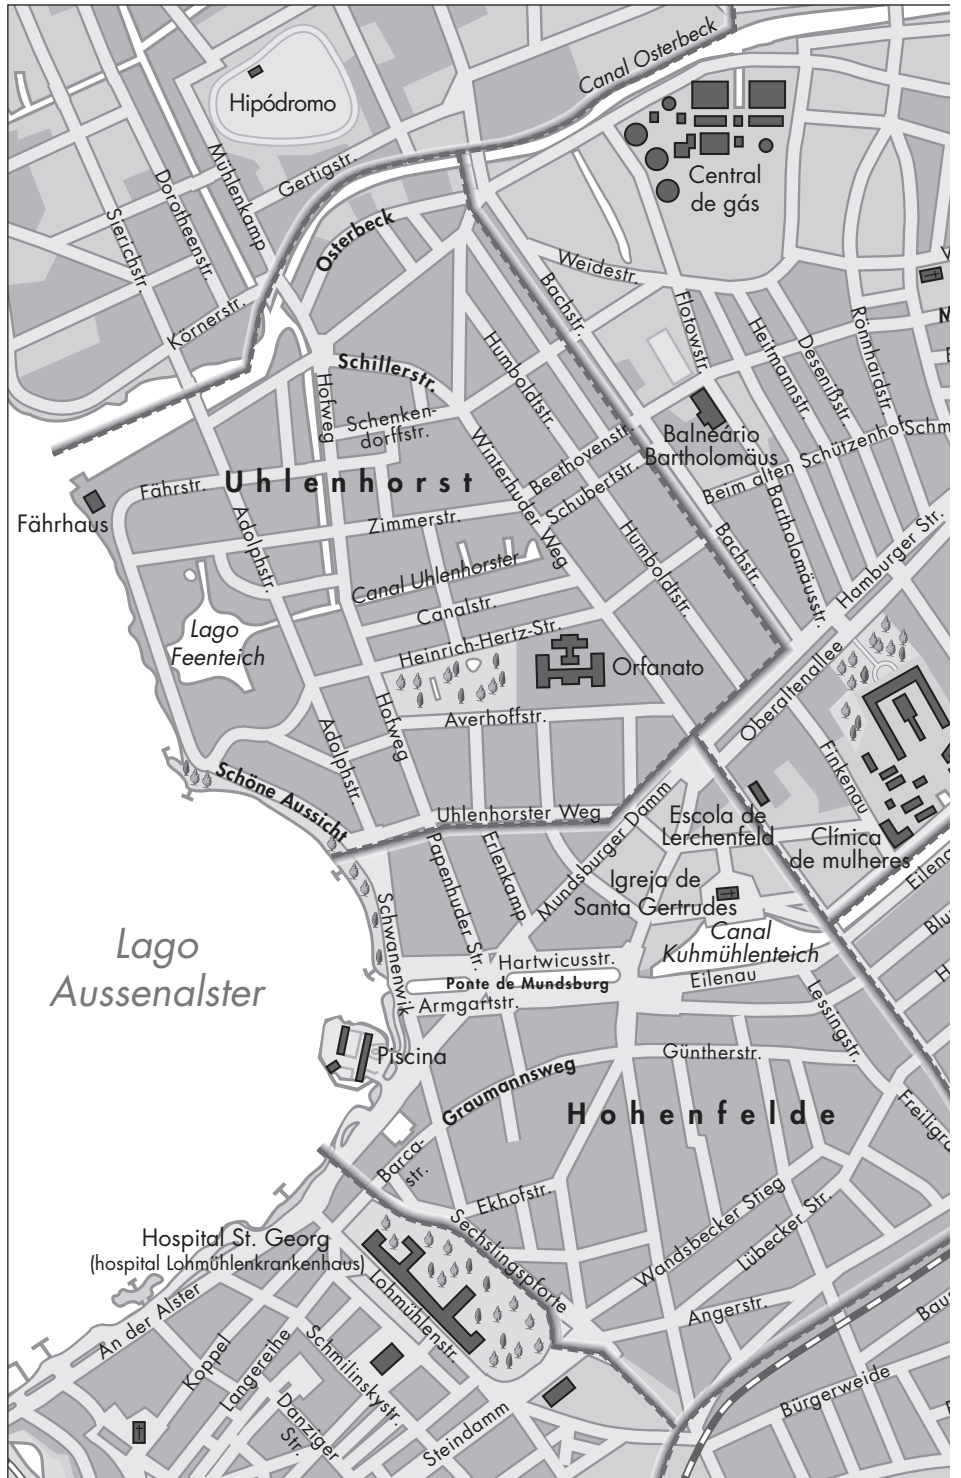 Canal Osterbeck
Hipódromo
Central
de gás
Mühlenkamp
Gertigstr.
Dorotheenstr.
Sierichstr.
Osterbeck
Körnerstr.
Weidestr.
Bachstr.
Flotowstr.
Heitmannstr.
Desenißstr.
Rönnhaidstr.
Schillerstr.
Humboldtstr.
Hofweg
Schenken-
dorffstr.
Balneário
Bartholomäus
Beethovenstr.
Schubertstr.
Winterhuder Weg
Beim alten Schützenhof
Schm
Uhlenhorst
Fährstr.
Fährhaus
Zimmerstr.
Adolphstr.
Humboldtstr.
Bachstr.
Bartholomäusstr.
Hamburger Str.
Canal Uhlenhorster
Canalstr.
Lago
Feenteich
Heinrich-Hertz-Str.
Orfanato
Oberaltenallee
Hofweg
Averhoffstr.
Adolphstr.
Finkenau
Schöne Aussicht
Uhlenhorster Weg
Mundsburger Damm
Escola de
Lerchenfeld
Clínica
de mulheres
Eilena
Papenhuder Str.
Erlenkamp
Igreja de
Santa Gertrudes
Schwanenwik
Canal
Kuhmühlenteich
Lago
Aussenalster
Hartwicusstr.
Ponte de Mundsburg
Armgartstr.
Eilenau
Lessingstr.
Piscina
Güntherstr.
Graumannsweg
Hohenfelde
Freiligra
Barca-
str.
Ekhofstr.
Sechslingspforte
Wandsbecker Stieg
Lübecker Str.
Hospital St. Georg
(hospital Lohmühlenkrankenhaus)
Lohmühlenstr.
An der Alster
Angerstr.
Koppel
Langereihe
Schmilinskystr.
Danziger
Str.
Steindamm
Bürgerweide